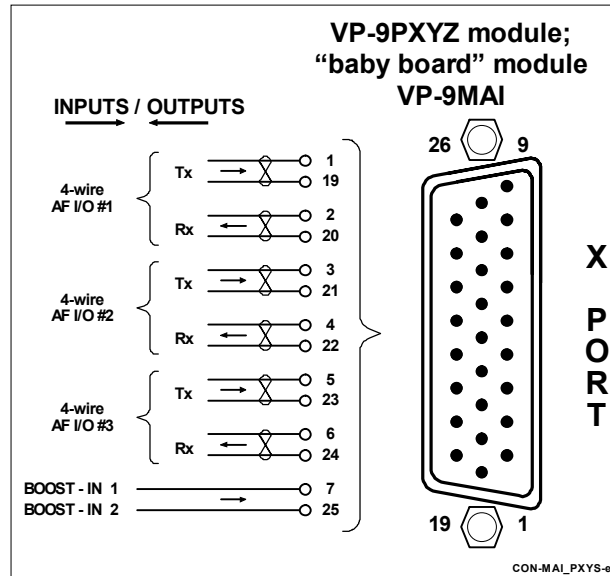 VP-9PXYZ module;
“baby board” module
VP-9MAI
INPUTS / OUTPUTS
26 9
4-wire
AF I/O #1
Tx
1
19
Rx
2
20
4-wire
AF I/O #2
Tx
3
21
Rx
4
22
4-wire
AF I/O #3
Tx
5
23
Rx
6
24
BOOST - IN 1 7
BOOST - IN 2 25
X
P
O
R
T
19 1
CON-MAI_PXYS-e